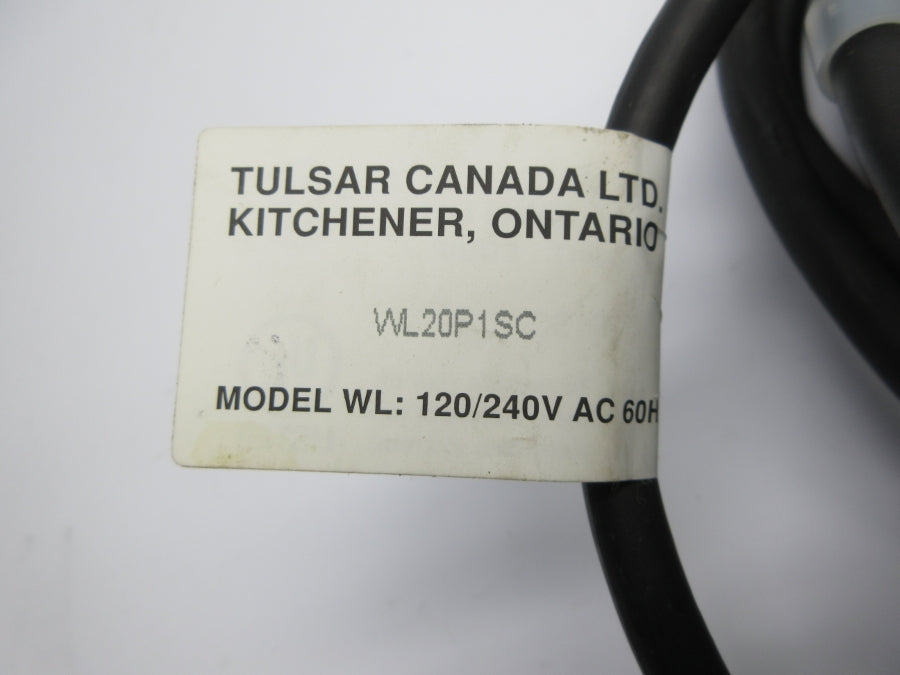 TULSAR CANADA LTD.
KITCHENER, ONTARIO
WL20P1SC
MODEL WL: 120/240V AC 60H